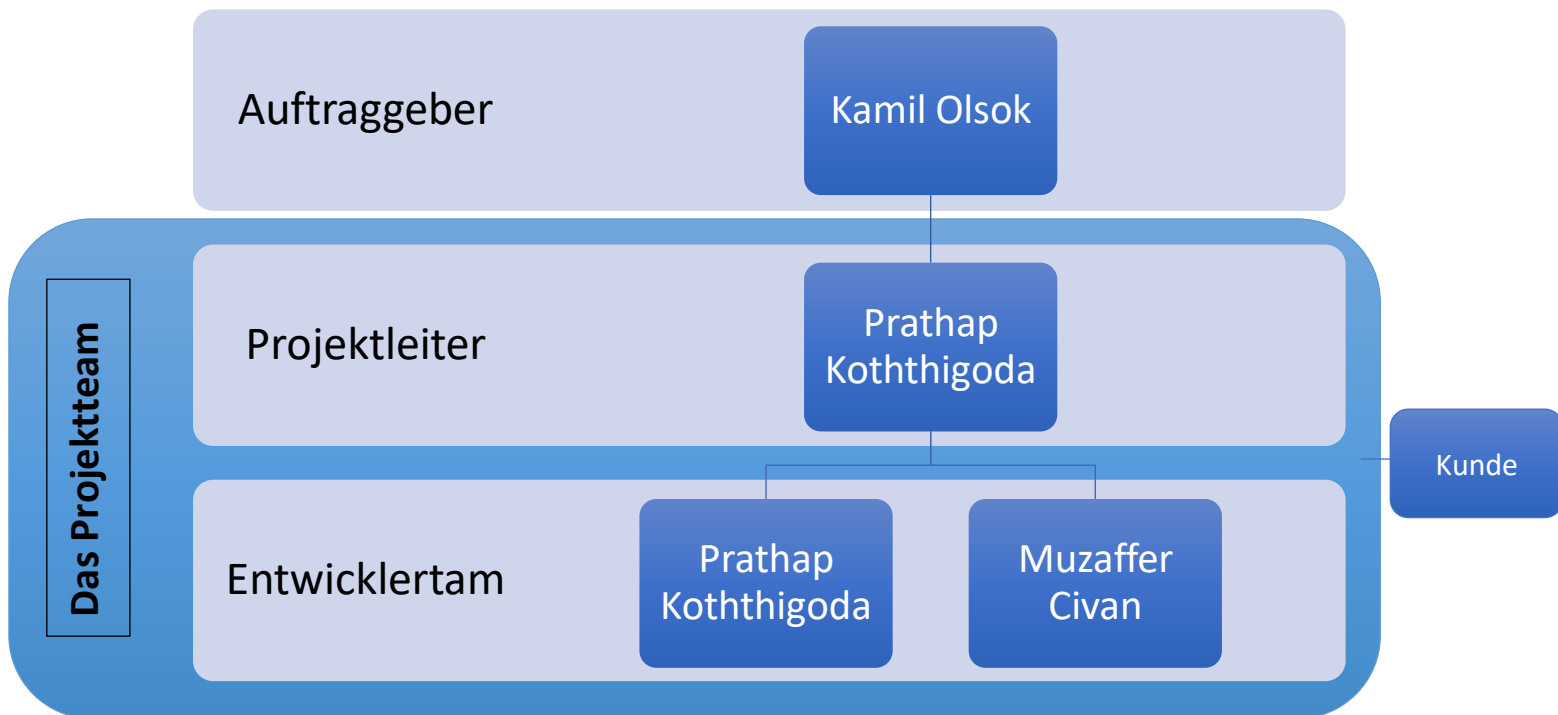 Auftraggeber
Kamil Olsok
Das Projektteam
Projektleiter
Prathap
Koththigoda
Kunde
Entwicklertam
Prathap
Koththigoda
Muzaffer
Civan